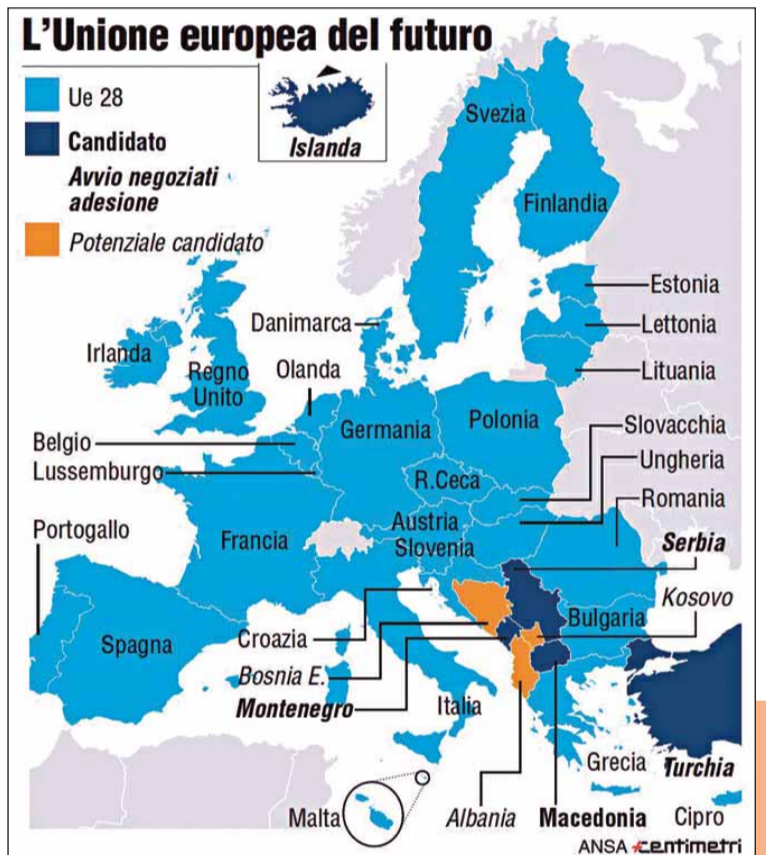 L'Unione europea del futuro
Ue 28
Candidato
Avvio negoziati
adesione
Potenziale candidato
Islanda
Svezia
Finlandia
Estonia
Danimarca
Lettonia
Irlanda
Regno
Unito
Olanda
Lituania
Germania
Polonia
Slovacchia
Belgio
Ungheria
Lussemburgo
R.Ceca
Romania
Portogallo
Francia
Austria
Slovenia
Serbia
Kosovo
Bulgaria
Spagna
Croazia
Bosnia E.
Montenegro
Italia
Grecia
Turchia
Malta
Albania
Macedonia
Cipro
ANSA centimetri